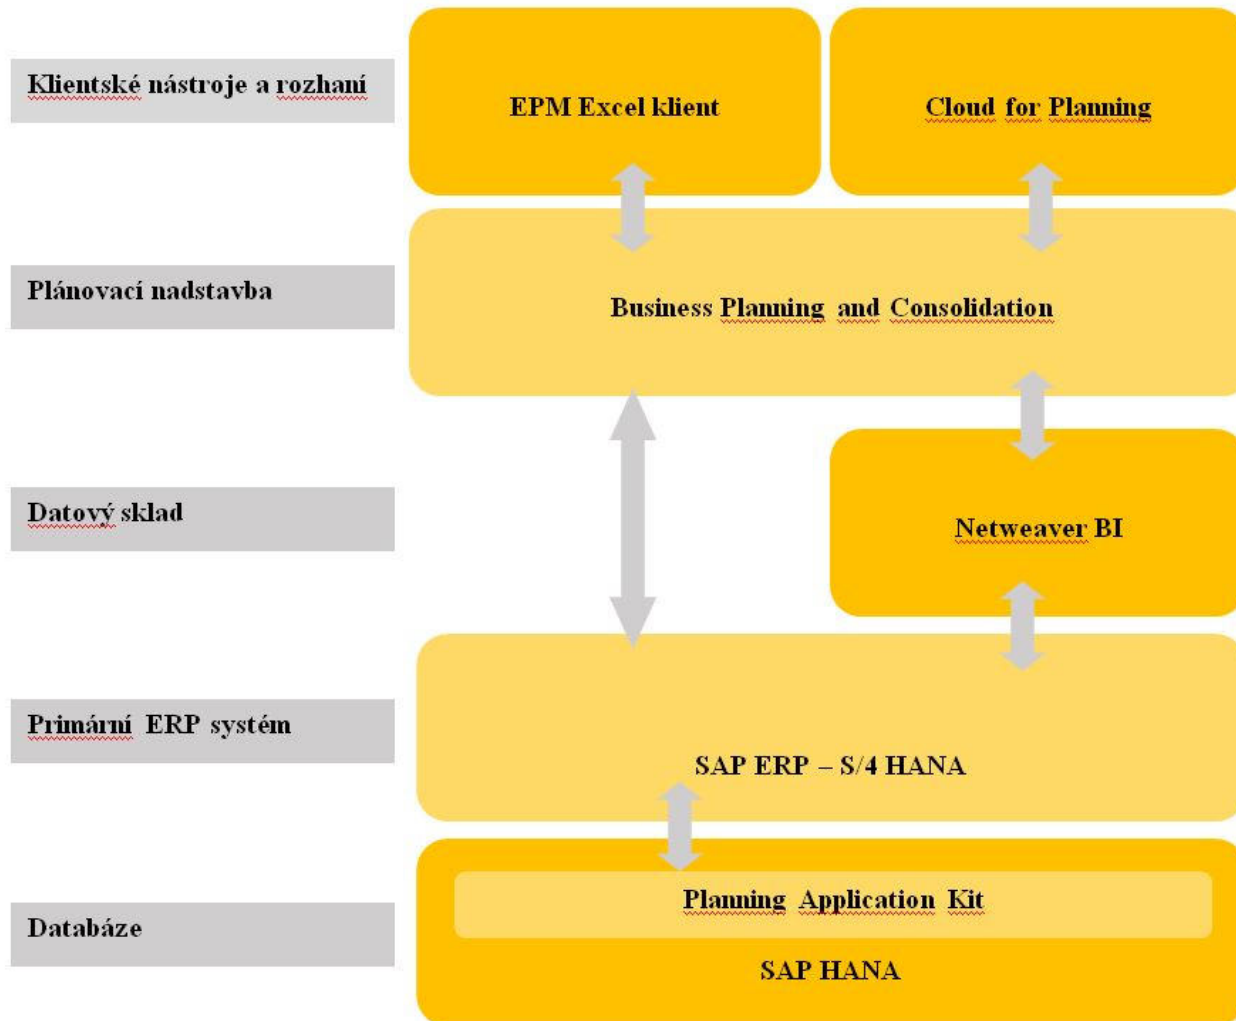 Klientské nástroje a rozhaní
EPM Excel klient
Cloud for Planning
Plánovací nadstavba
Business Planning and Consolidation
Datový sklad
Netweaver BI
Primární ERP systém
SAP ERP – S/4 HANA
Planning Application Kit
Databáze
SAP HANA